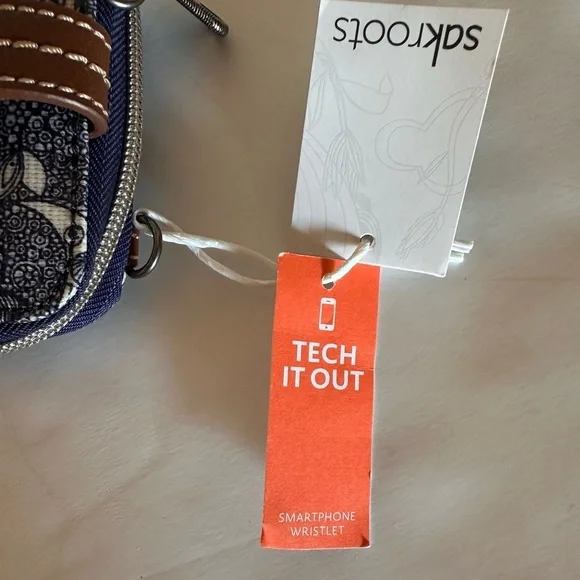 sakroots
TECH
IT OUT
SMARTPHONE
WRISTLET